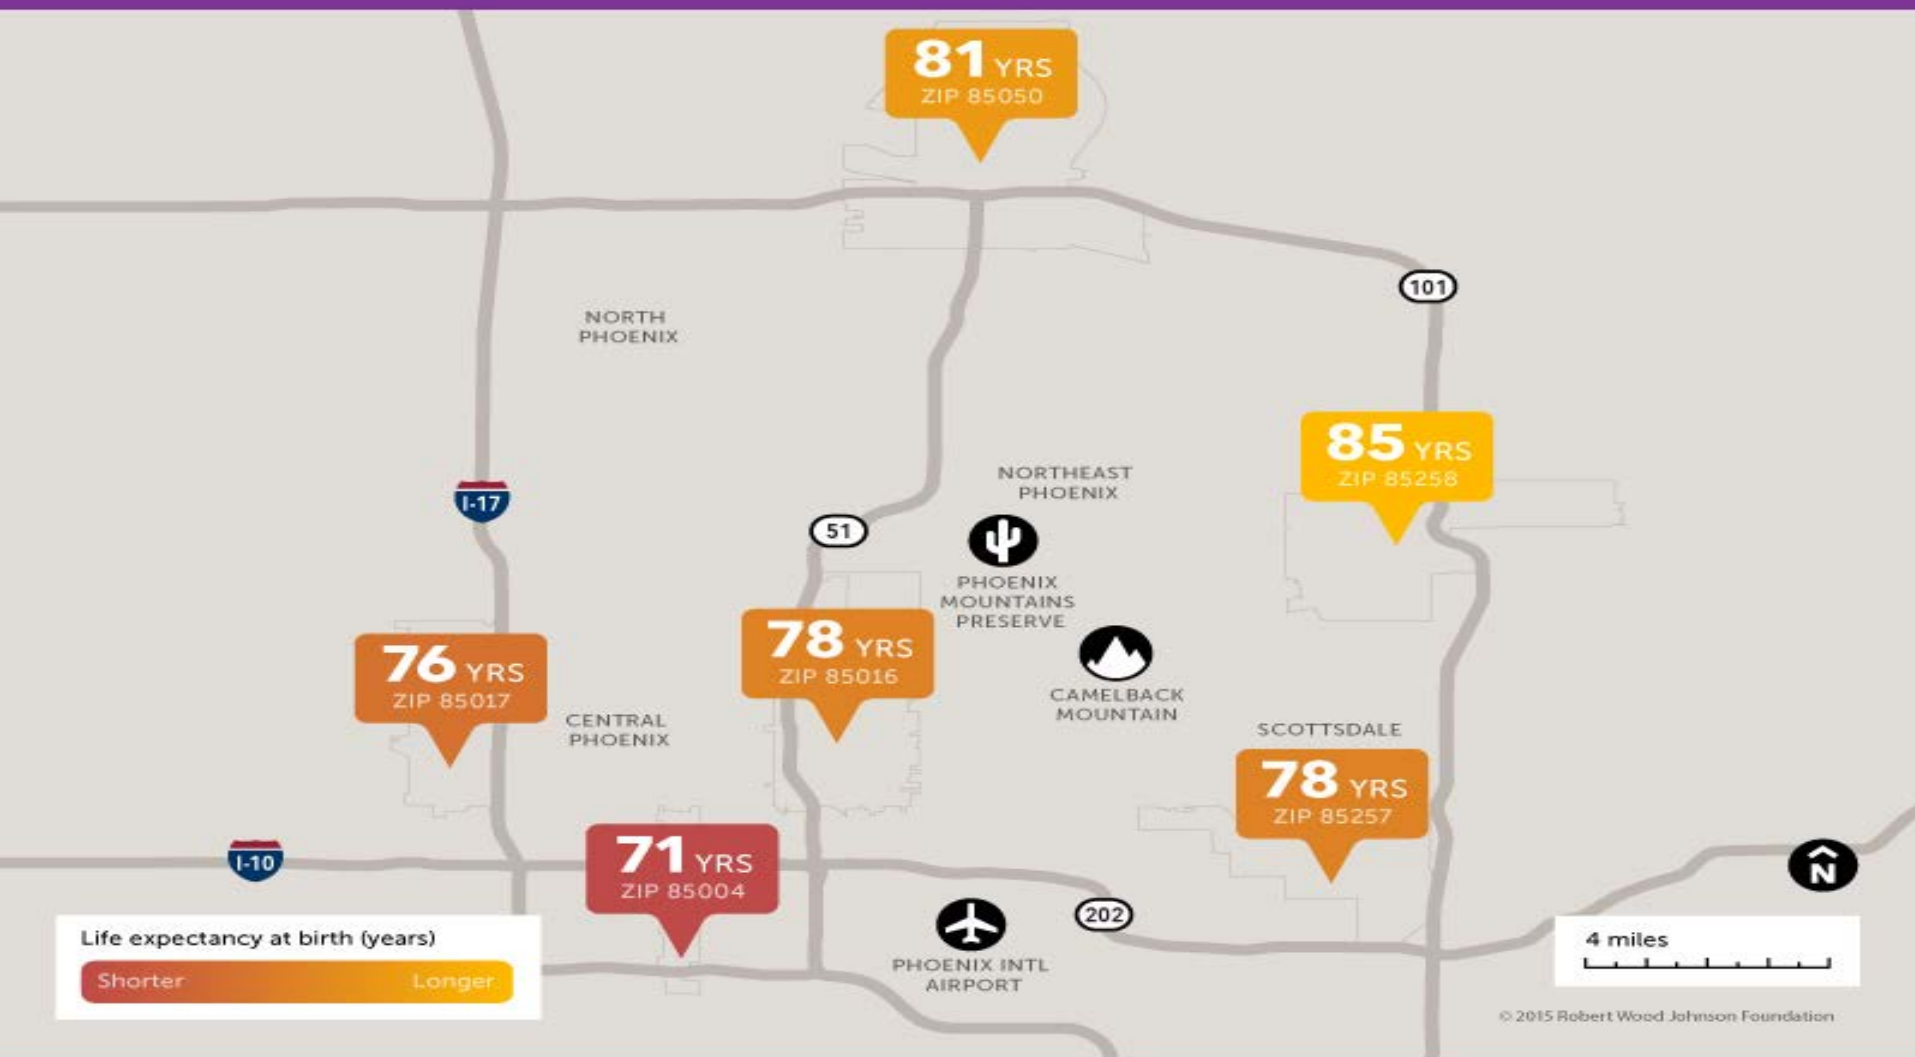 81 YRS
ZIP 85050
101
NORTH
PHOENIX
85 YRS
ZIP 85258
NORTHEAST
PHOENIX
I-17
51
PHOENIX
MOUNTAINS
PRESERVE
78 YRS
ZIP 85016
76 YRS
ZIP 85017
CAMELBACK
MOUNTAIN
CENTRAL
PHOENIX
SCOTTSDALE
78 YRS
ZIP 85257
71 YRS
ZIP 85004
I-10
N
202
PHOENIX INTL
AIRPORT
Life expectancy at birth (years)
Shorter Longer
4 miles
© 2015 Robert Wood Johnson Foundation